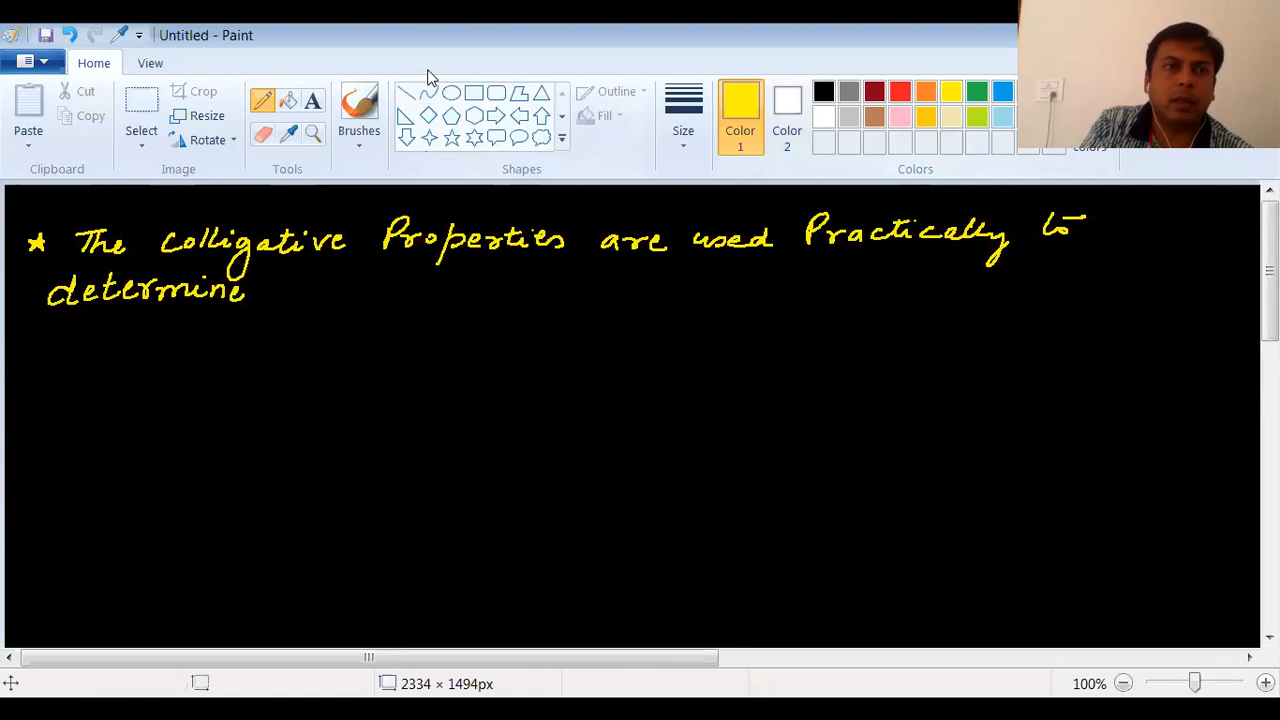 Untitled - Paint
Home View
Paste
Cut
Copy
Clipboard
Select
Crop
Resize
Rotate
Image
Tools
Brushes
Shapes
Outline
Fill
Size
Color 1
Color 2
Colors
* The colligative Properties are used Practically to
determine
2334 × 1494px
100%